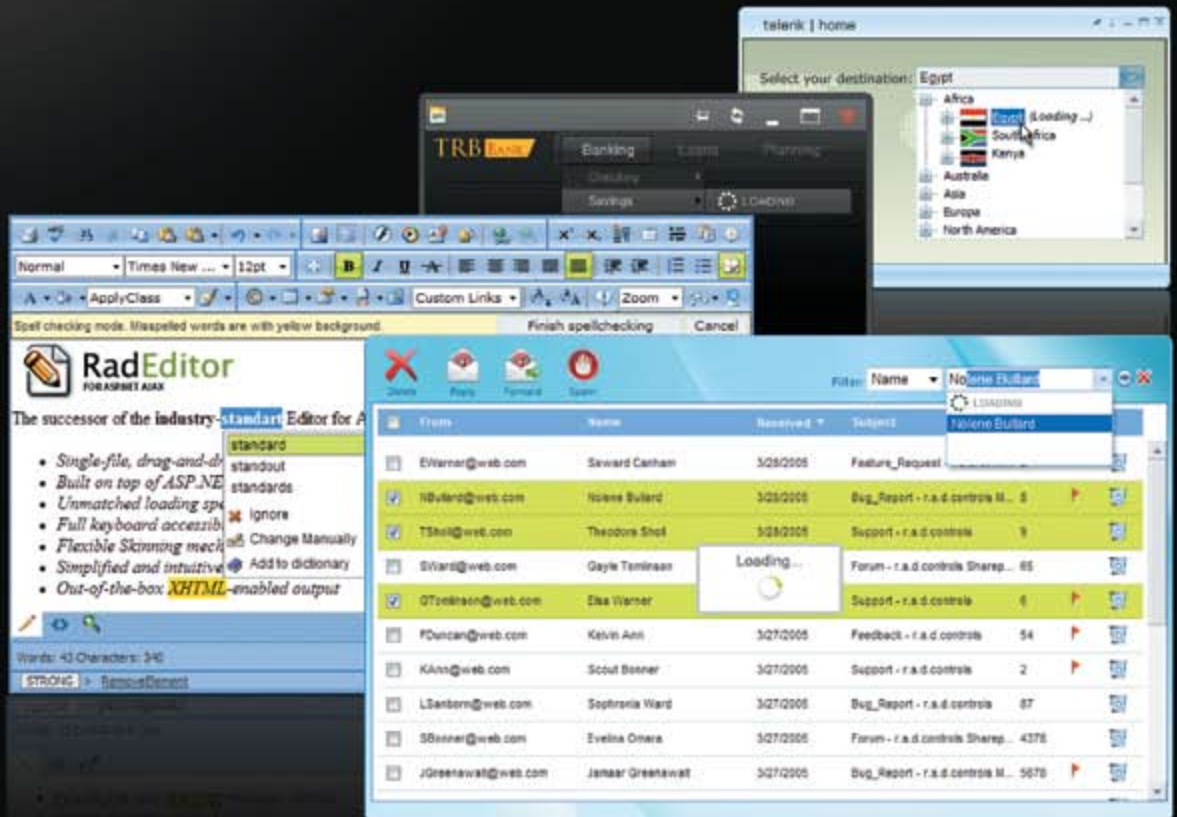 telerik | home
Select your destination: Egypt
Africa
Egypt (Loading ...)
South Africa
Kenya
Australia
Asia
Europa
North America
TRB BANK
Banking Loans Planning
Checking
Savings LOADING
Normal Times New ... 12pt B I U A
A ApplyClass Custom Links Zoom
Spell checking mode. Misspelled words are with yellow background. Finish spellchecking Cancel
RadEditor
FOR ASP.NET AJAX
The successor of the industry-standart Editor for A
Single-file, drag-and-dr
Built on top of ASP.NE
Unmatched loading spe
Full keyboard accessib
Flexible Skinning mech
Simplified and intuitive
Out-of-the-box XHTML-enabled output
standard
standout
standards
Ignore
Change Manually
Add to dictionary
Words: 43 Characters: 340
STRONG > RemoveElement
Delete Reply Forward Spam
Filter: Name Nolene Bullard
LOADING
Nolene Bullard
From Name Received Subject
EWarner@web.com Seward Canham 3/28/2005 Feature_Request
NBullard@web.com Nolene Bullard 3/28/2005 Bug_Report - r.a.d.controls M... 8
TSholl@web.com Theodora Sholl 3/28/2005 Support - r.a.d.controls 9
SWard@web.com Gayle Tomlinson Forum - r.a.d.controls Sharep... 65
GTomlinson@web.com Elsa Warner Support - r.a.d.controls 6
Loading...
FDuncan@web.com Kelvin Ann 3/27/2005 Feedback - r.a.d.controls 54
KAnn@web.com Scout Bonner 3/27/2005 Support - r.a.d.controls 2
LSanborn@web.com Sophronia Ward 3/27/2005 Bug_Report - r.a.d.controls 87
SBonner@web.com Evelina Omara 3/27/2005 Forum - r.a.d.controls Sharep... 4378
JGreenawalt@web.com Jamaar Greenawalt 3/27/2005 Bug_Report - r.a.d.controls M... 5678